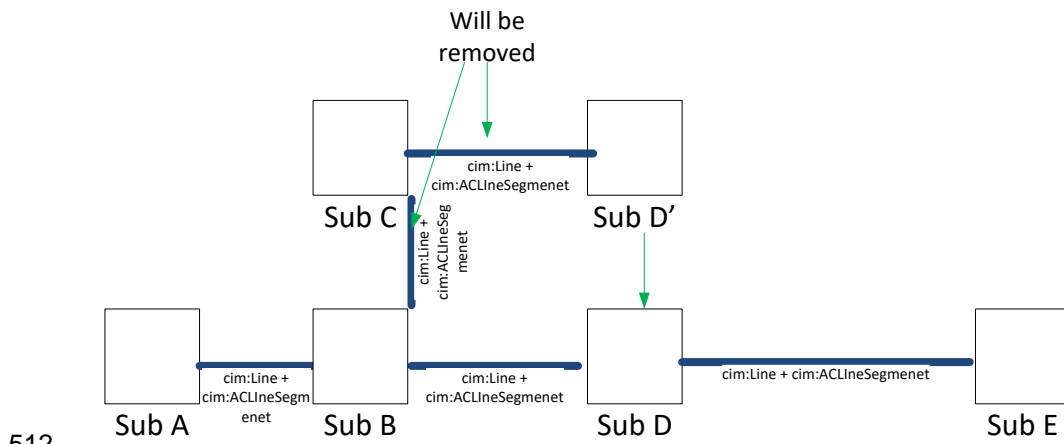 Will be
removed
cim:Line +
cim:ACLIneSegmenet
Sub C
Sub D’
cim:Line +
cim:ACLIneSeg
menet
cim:Line +
cim:ACLIneSegm
enet
cim:Line +
cim:ACLIneSegmenet
cim:Line + cim:ACLIneSegmenet
Sub A
Sub B
Sub D
Sub E
512